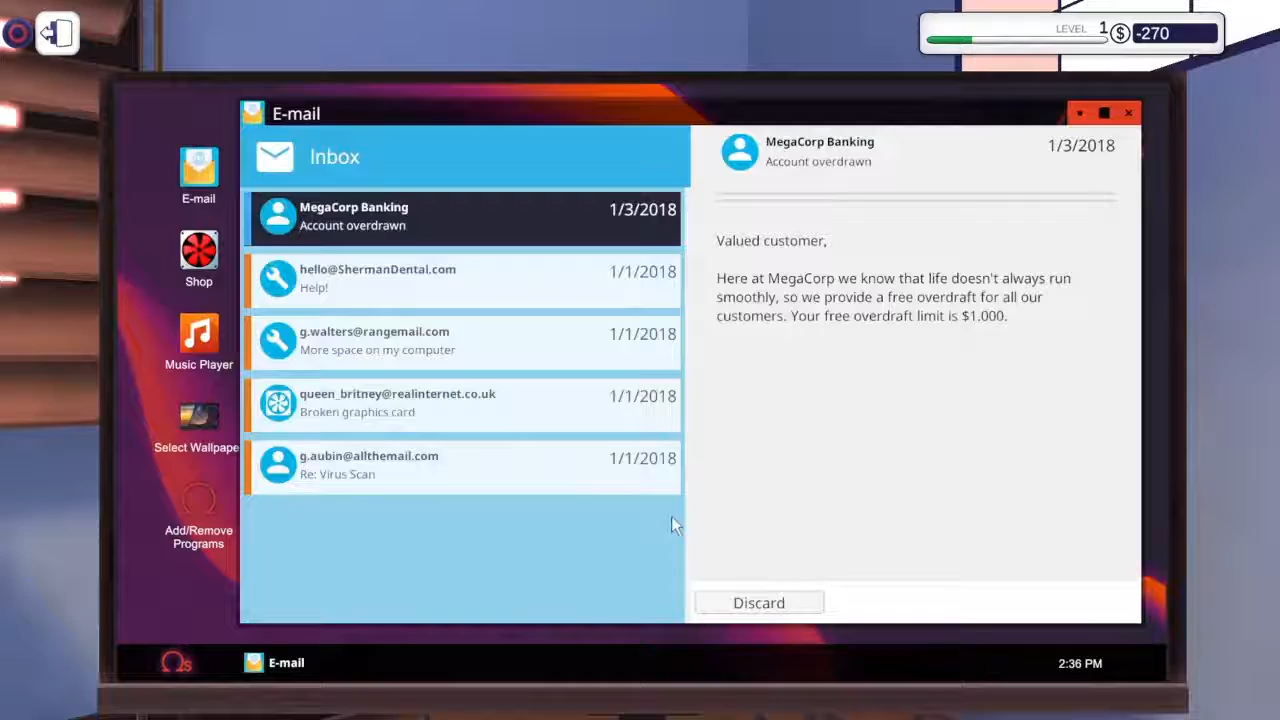 LEVEL 1 $ -270
E-mail
Inbox
MegaCorp Banking 1/3/2018
Account overdrawn
hello@ShermanDental.com 1/1/2018
Help!
g.walters@rangemail.com 1/1/2018
More space on my computer
queen_britney@realinternet.co.uk 1/1/2018
Broken graphics card
g.aubin@allthemail.com 1/1/2018
Re: Virus Scan
MegaCorp Banking 1/3/2018
Account overdrawn
Valued customer,
Here at MegaCorp we know that life doesn't always run
smoothly, so we provide a free overdraft for all our
customers. Your free overdraft limit is $1.000.
Discard
E-mail
Shop
Music Player
Select Wallpape
Add/Remove
Programs
Ωs
E-mail
2:36 PM